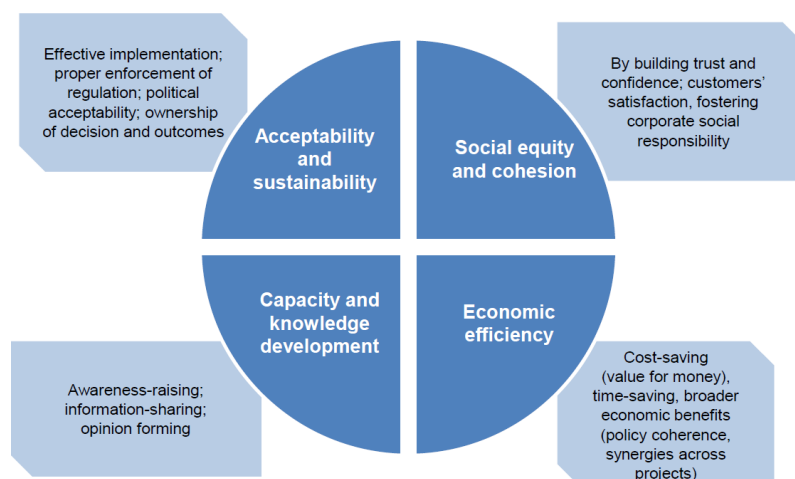 Effective implementation;
proper enforcement of
regulation; political
acceptability; ownership
of decision and outcomes
By building trust and
confidence; customers’
satisfaction, fostering
corporate social
responsibility
Acceptability
and
sustainability
Social equity
and cohesion
Capacity and
knowledge
development
Economic
efficiency
Awareness-raising;
information-sharing;
opinion forming
Cost-saving
(value for money),
time-saving, broader
economic benefits
(policy coherence,
synergies across
projects)